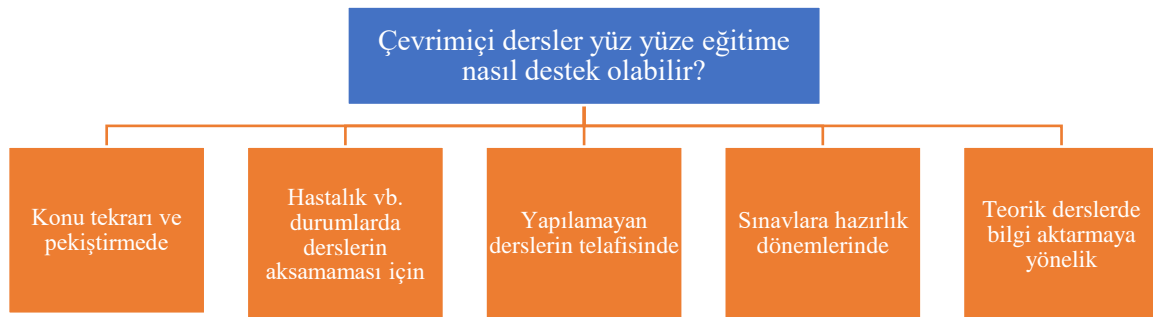 Çevrimiçi dersler yüz yüze eğitime
nasıl destek olabilir?
Konu tekrarı ve
pekiştirmede
Hastalık vb.
durumlarda
derslerin
aksamaması için
Yapılamayan
derslerin telafisinde
Sınavlara hazırlık
dönemlerinde
Teorik derslerde
bilgi aktarmaya
yönelik